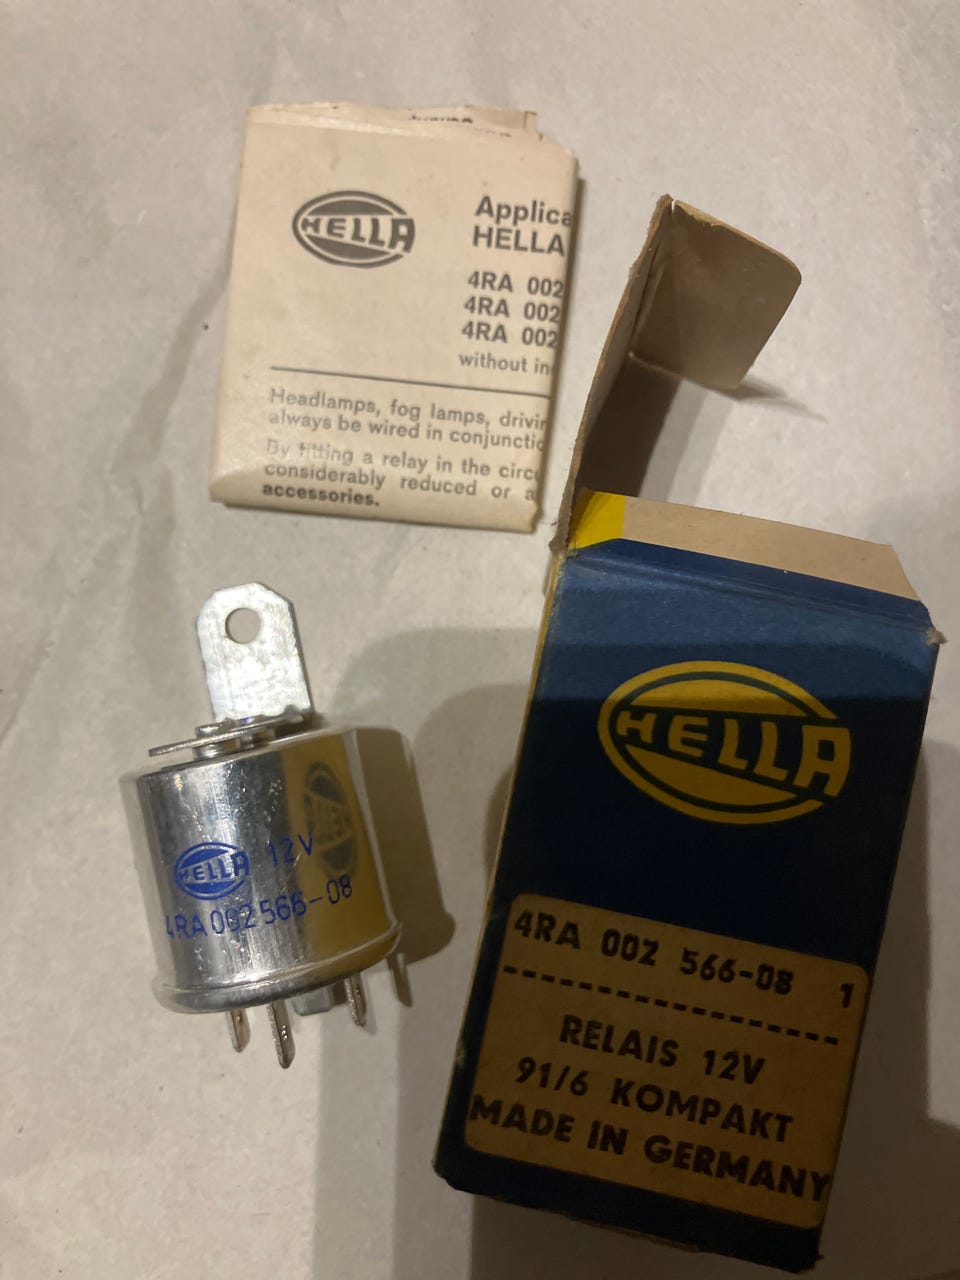 HELLA
Applica
HELLA
4RA 002
4RA 002
4RA 002
without in
Headlamps, fog lamps, drivin
always be wired in conjunctio
By fitting a relay in the circu
considerably reduced or a
accessories.
HELLA
HELLA 12V
4RA 002 566-08
4RA 002 566-08 1
RELAIS 12V
91/6 KOMPAKT
MADE IN GERMANY